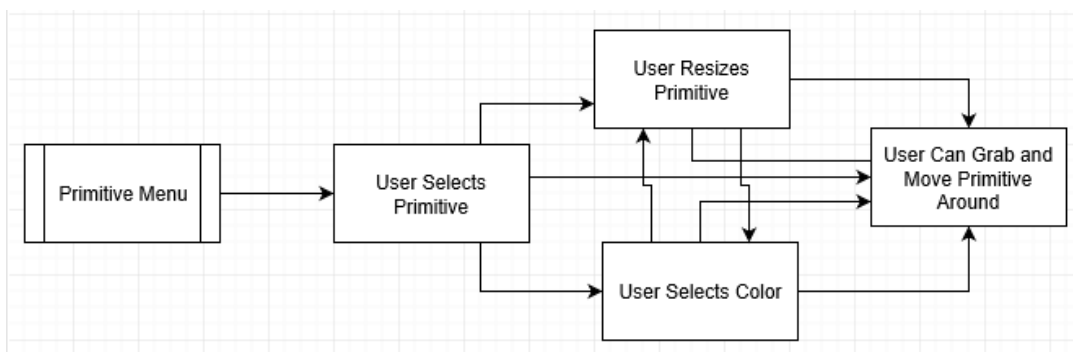 User Resizes
Primitive
Primitive Menu
User Selects
Primitive
User Can Grab and
Move Primitive
Around
User Selects Color